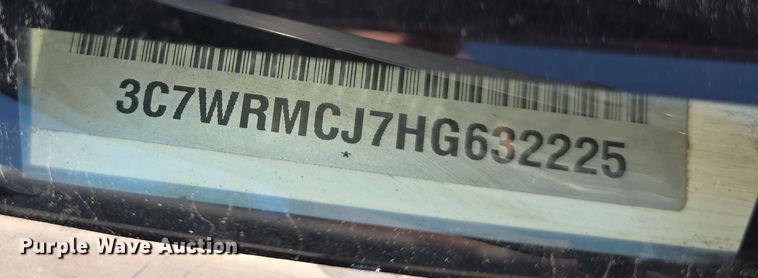 3C7WRMCJ7HG632225
*
Purple Wave Auction